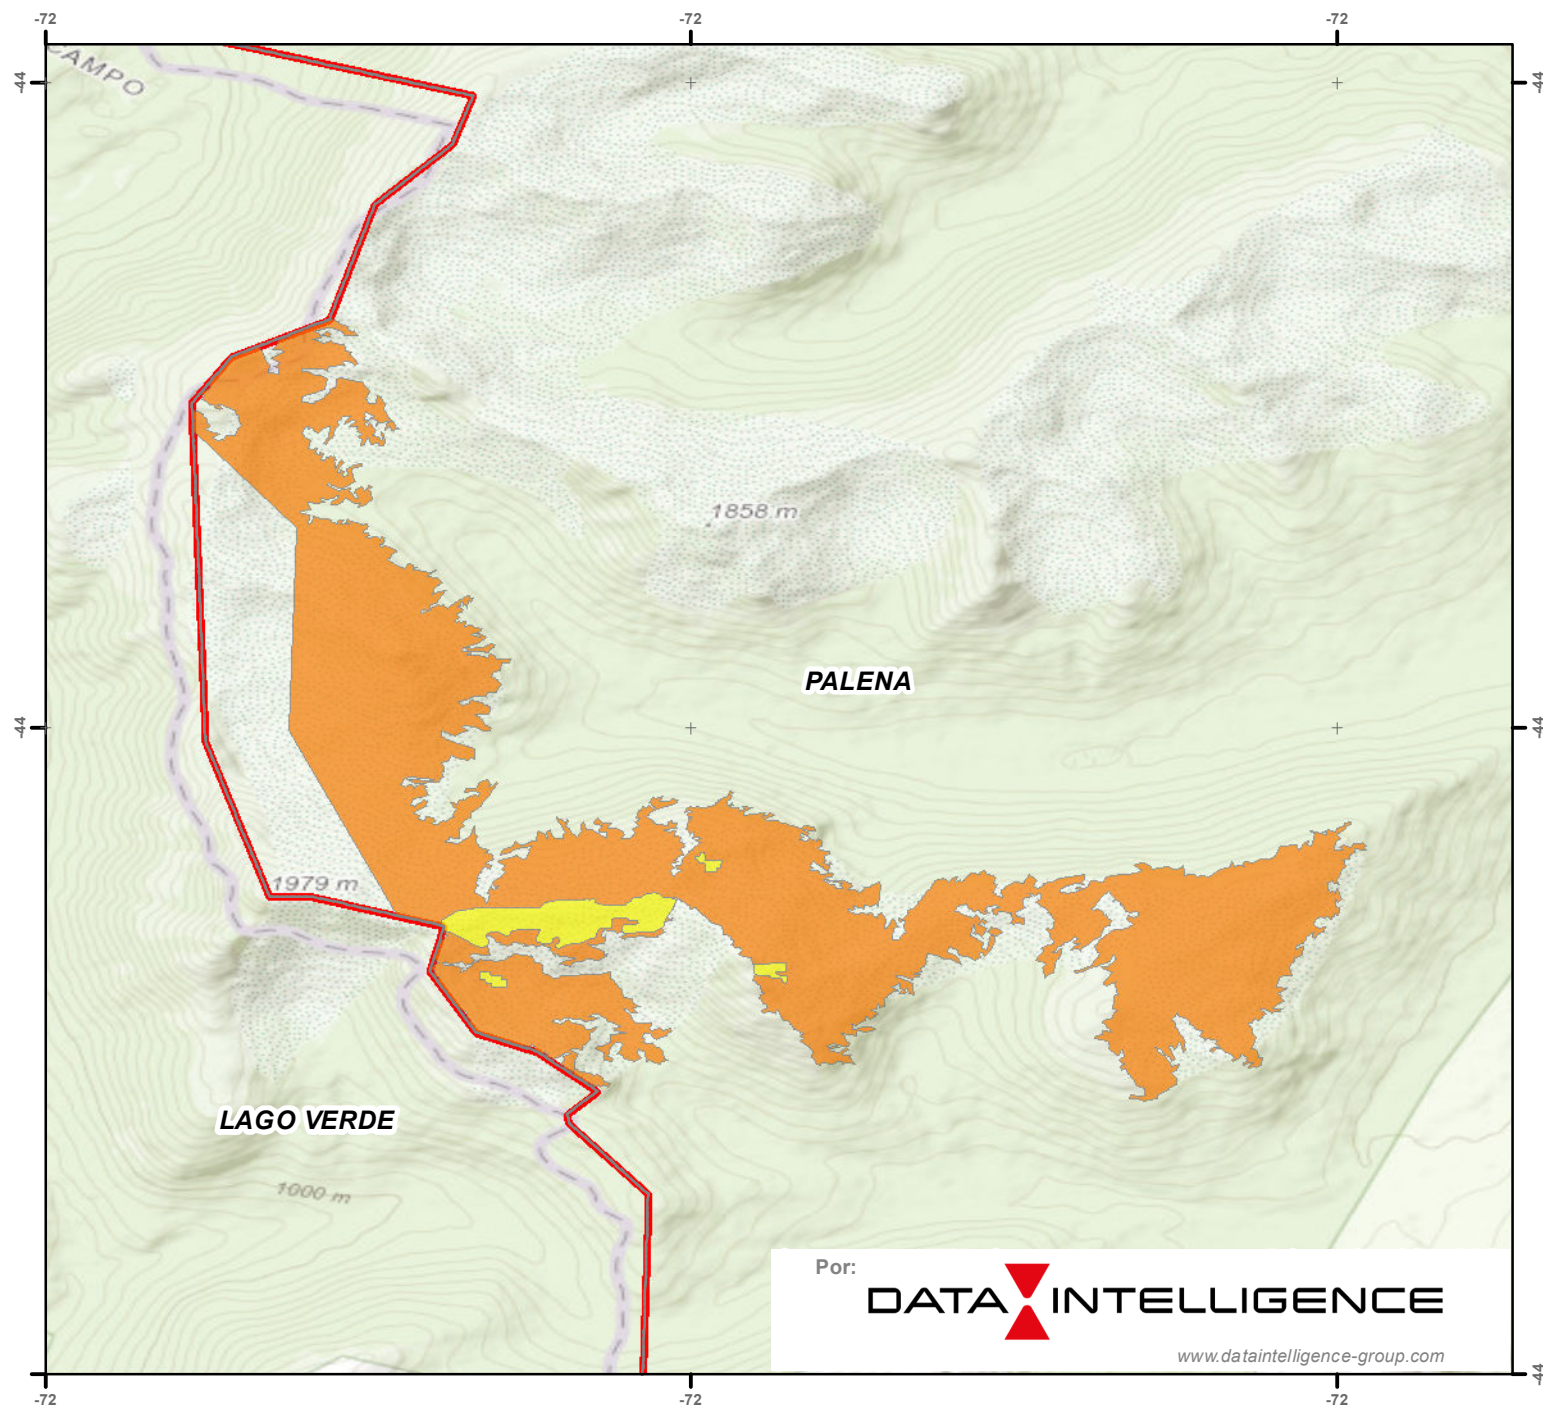 -72 -72 -72
44 44
CAMPO
1858 m
PALENA
44 44
1979 m
LAGO VERDE
1000 m
Por:
DATA INTELLIGENCE
www.dataintelligence-group.com
44
-72 -72 -72